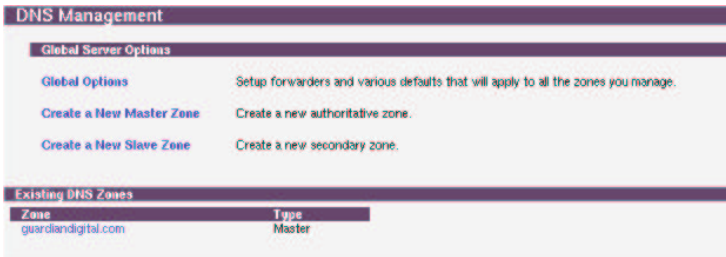 DNS Management
Global Server Options
Global Options Setup forwarders and various defaults that will apply to all the zones you manage.
Create a New Master Zone Create a new authoritative zone.
Create a New Slave Zone Create a new secondary zone.
Existing DNS Zones
Zone Type
guardiandigital.com Master